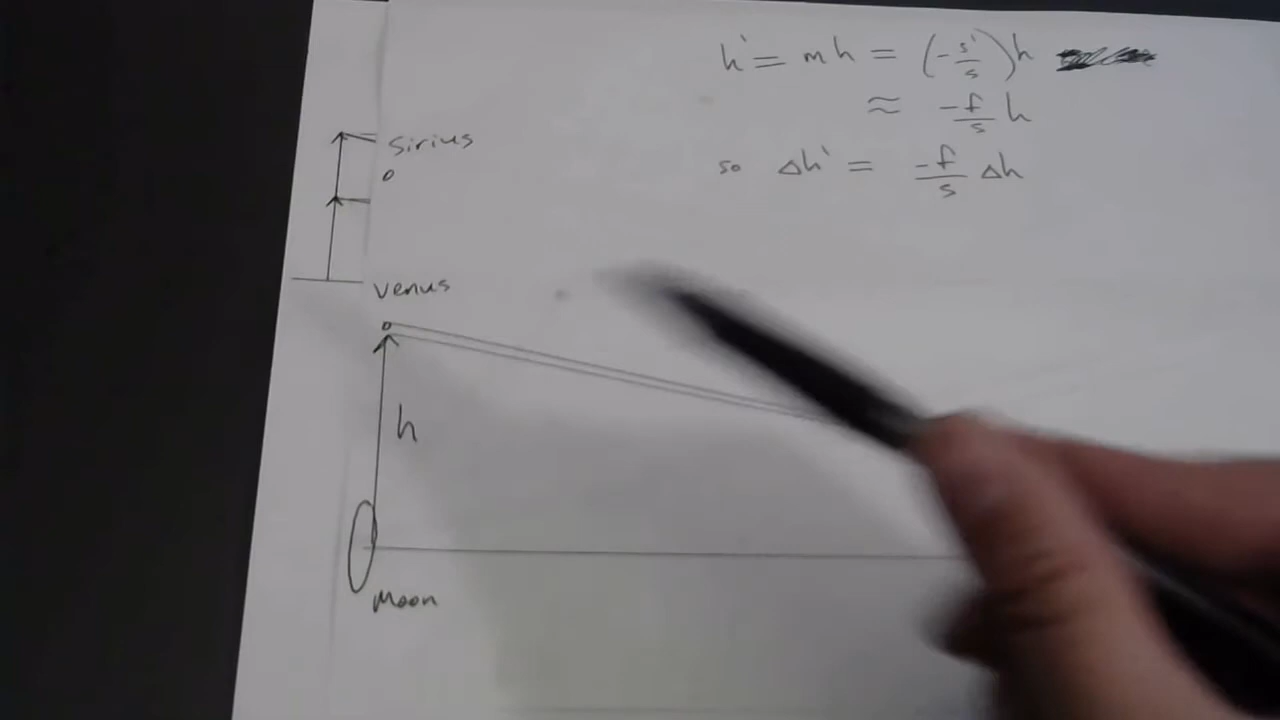 h' = mh = (-s'/s)h
≈ -f/s h
so Δh' = -f/s Δh
Sirius
Venus
h
Moon